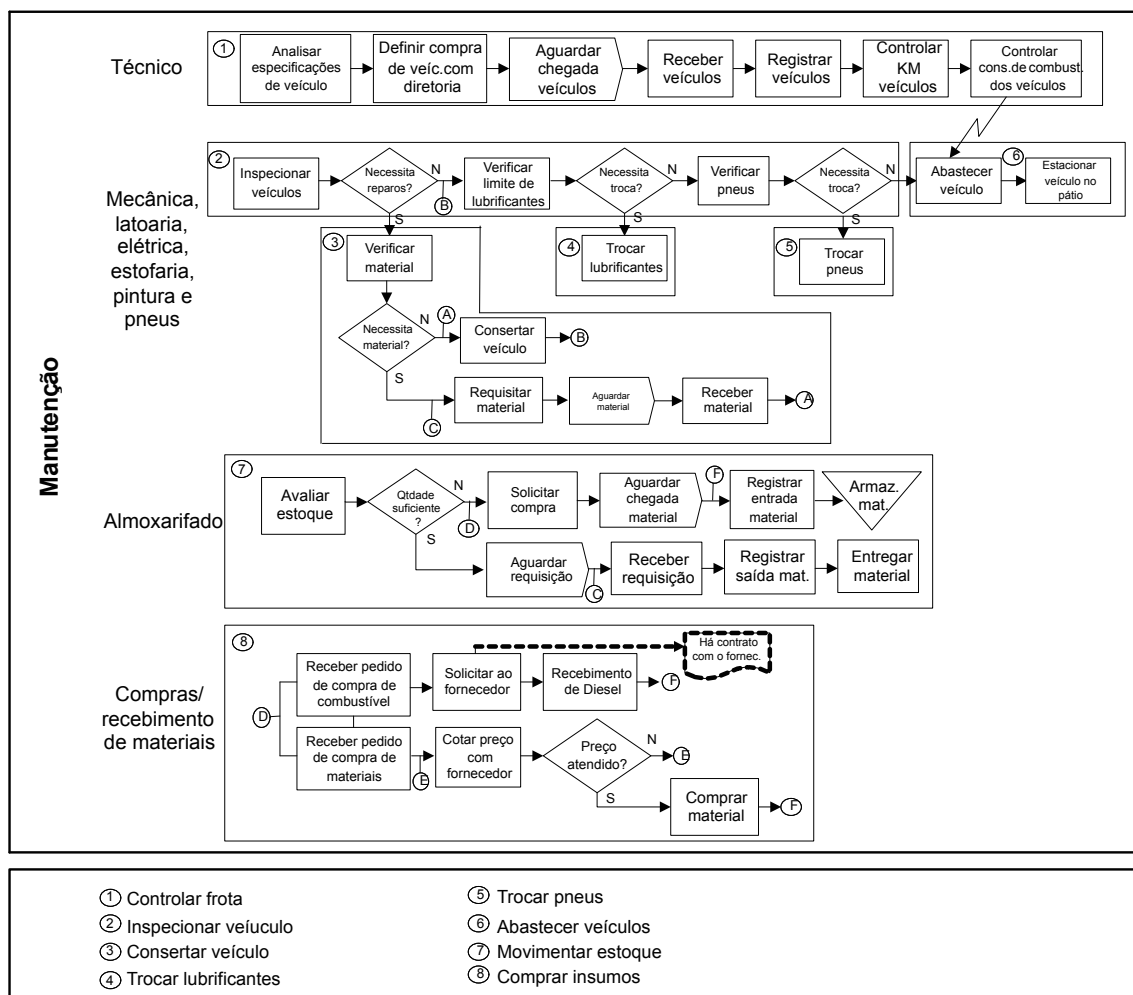 Manutenção
Técnico
1
Analisar
especificações
de veículo
Definir compra
de veíc.com
diretoria
Aguardar
chegada
veículos
Receber
veículos
Registrar
veículos
Controlar
KM
veículos
Controlar
cons.de combust.
dos veículos
Mecânica,
latoaria,
elétrica,
estofaria,
pintura e
pneus
2
Inspecionar
veículos
Necessita
reparos?
N
B
S
Verificar
limite de
lubrificantes
Necessita
troca?
N
S
Verificar
pneus
Necessita
troca?
N
S
6
Abastecer
veículo
Estacionar
veículo no
pátio
3
Verificar
material
4
Trocar
lubrificantes
5
Trocar
pneus
Necessita
material?
N
A
Consertar
veículo
B
S
C
Requisitar
material
Aguardar
material
Receber
material
A
Almoxarifado
7
Avaliar
estoque
Qtdade
suficiente
?
N
D
S
Solicitar
compra
Aguardar
chegada
material
F
Registrar
entrada
material
Armaz.
mat.
Aguardar
requisição
C
Receber
requisição
Registrar
saída mat.
Entregar
material
Compras/
recebimento
de materiais
8
D
Receber pedido
de compra de
combustível
Solicitar ao
fornecedor
Recebimento
de Diesel
F
Há contrato
com o fornec.
Receber pedido
de compra de
materiais
E
Cotar preço
com
fornecedor
Preço
atendido?
N
E
S
Comprar
material
F
1 Controlar frota
2 Inspecionar veíuculo
3 Consertar veículo
4 Trocar lubrificantes
5 Trocar pneus
6 Abastecer veículos
7 Movimentar estoque
8 Comprar insumos